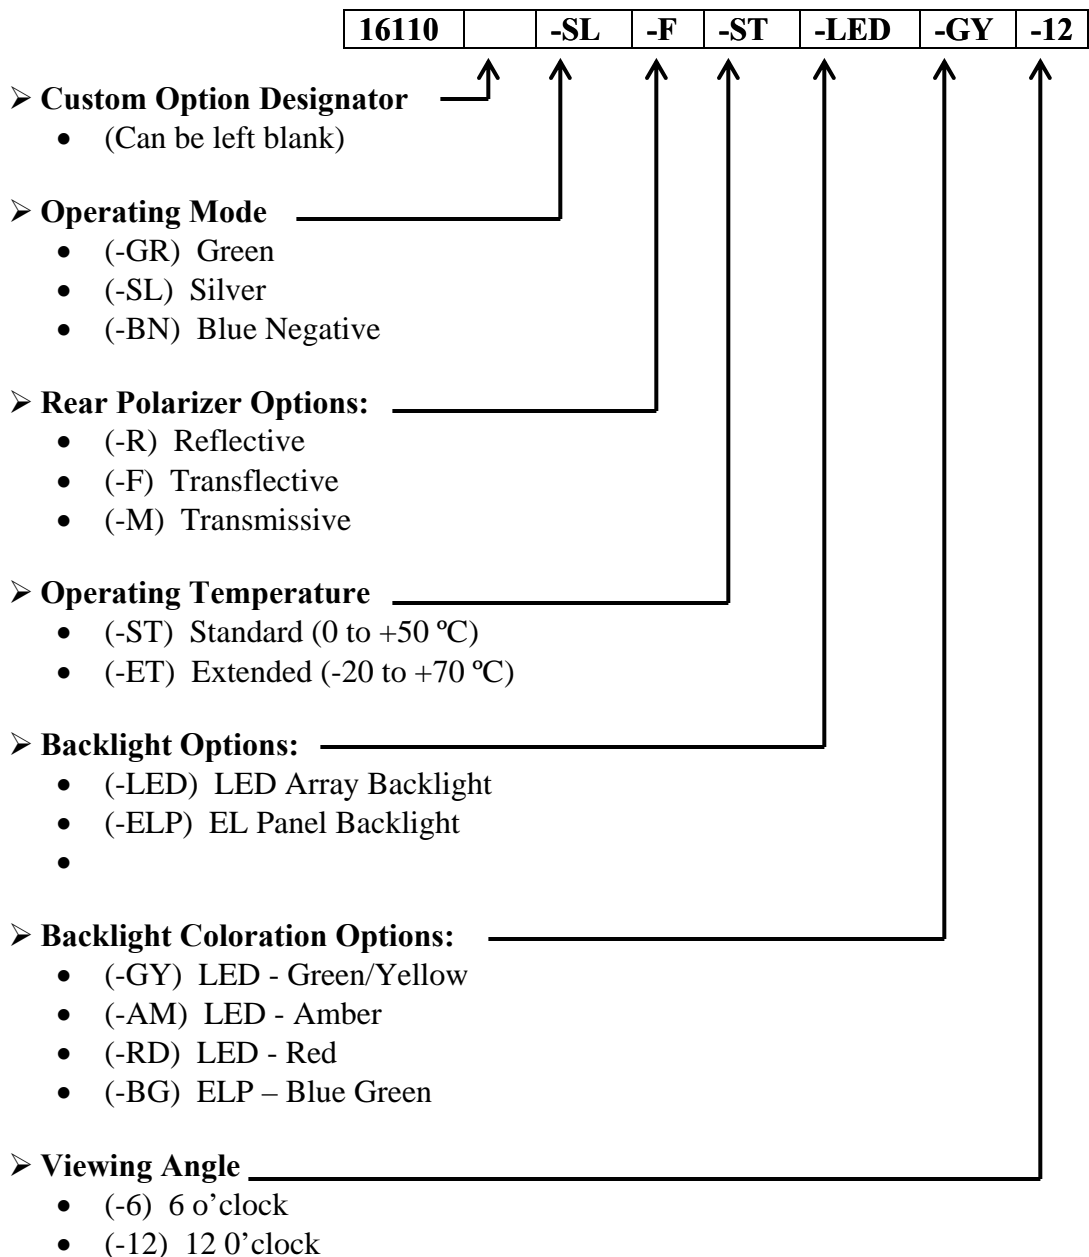 16110 -SL -F -ST -LED -GY -12
➢ Custom Option Designator
• (Can be left blank)
➢ Operating Mode
• (-GR) Green
• (-SL) Silver
• (-BN) Blue Negative
➢ Rear Polarizer Options:
• (-R) Reflective
• (-F) Transflective
• (-M) Transmissive
➢ Operating Temperature
• (-ST) Standard (0 to +50 ºC)
• (-ET) Extended (-20 to +70 ºC)
➢ Backlight Options:
• (-LED) LED Array Backlight
• (-ELP) EL Panel Backlight
•
➢ Backlight Coloration Options:
• (-GY) LED - Green/Yellow
• (-AM) LED - Amber
• (-RD) LED - Red
• (-BG) ELP – Blue Green
➢ Viewing Angle
• (-6) 6 o’clock
• (-12) 12 0’clock